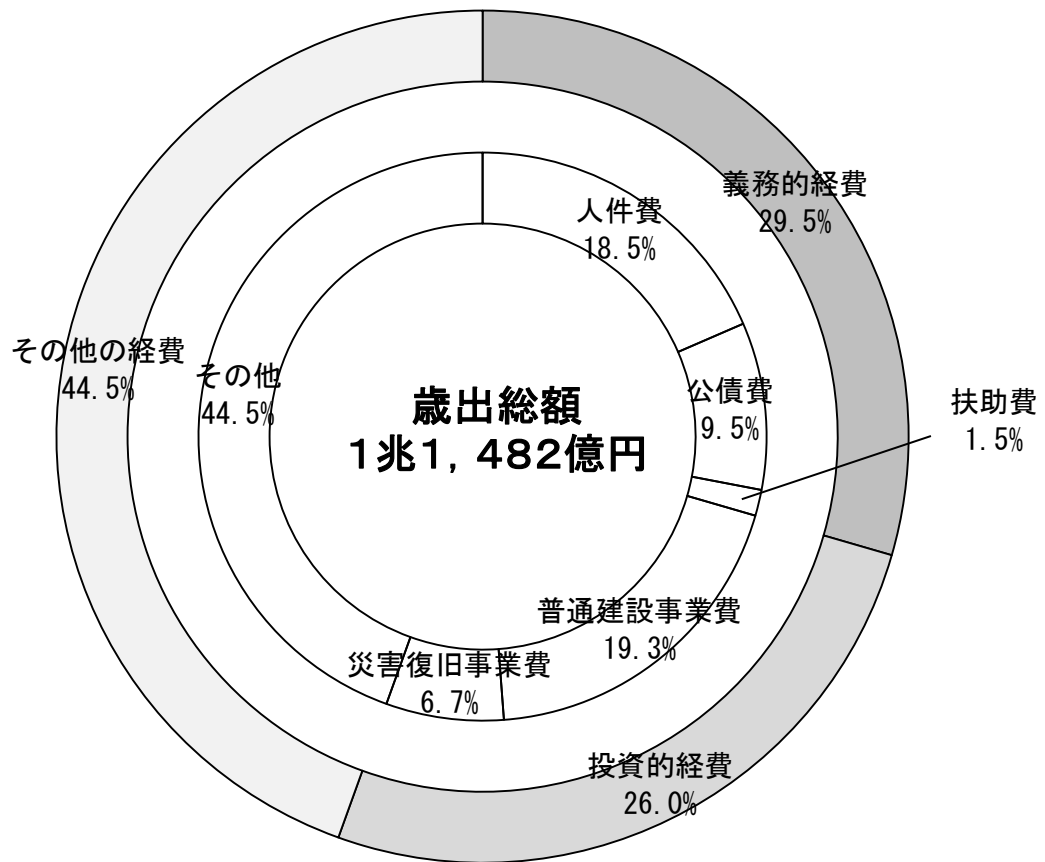 義務的経費
29.5%
人件費
18.5%
その他の経費
44.5%
その他
44.5%
歳出総額
1兆1,482億円
公債費
9.5%
扶助費
1.5%
普通建設事業費
19.3%
災害復旧事業費
6.7%
投資的経費
26.0%